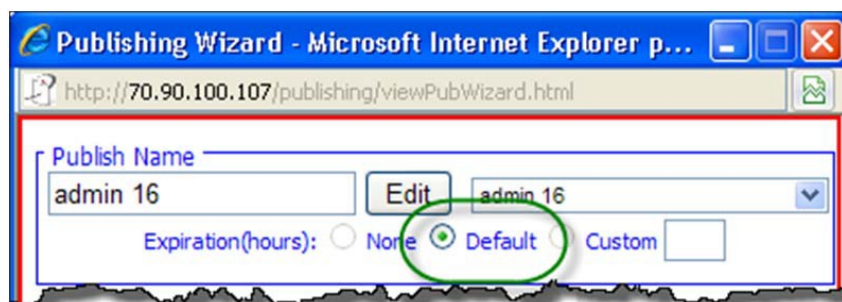 Publishing Wizard - Microsoft Internet Explorer p...
http://70.90.100.107/publishing/viewPubWizard.html
Publish Name
admin 16 Edit admin 16
Expiration(hours): None Default Custom